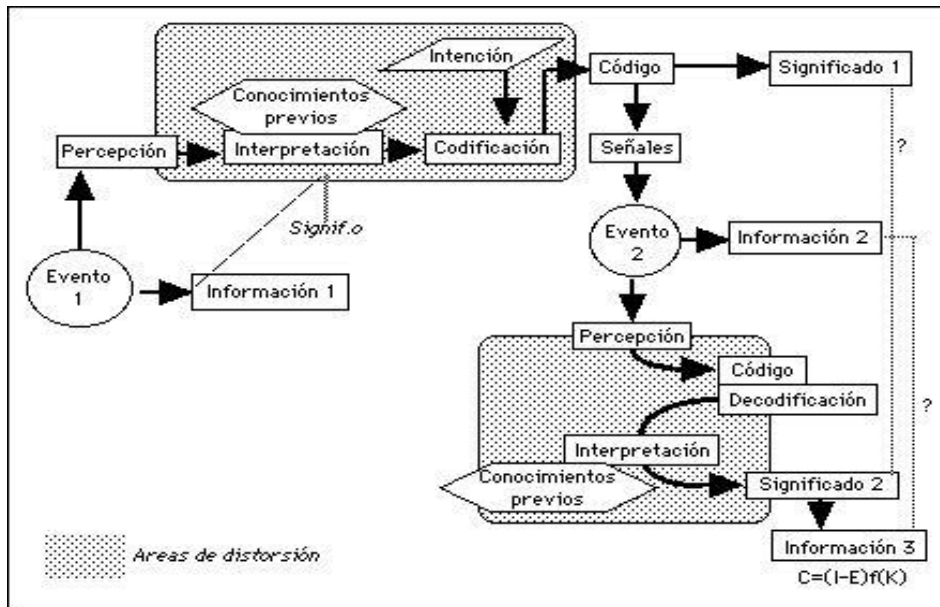 Intención
Código
Significado 1
Conocimientos
previos
Percepción
Interpretación
Codificación
Señales
?
Signif.o
Evento
1
Información 1
Evento
2
Información 2
Percepción
Código
Decodificación
?
Interpretación
Conocimientos
previos
Significado 2
Areas de distorsión
Información 3
C=(I-E)f(K)